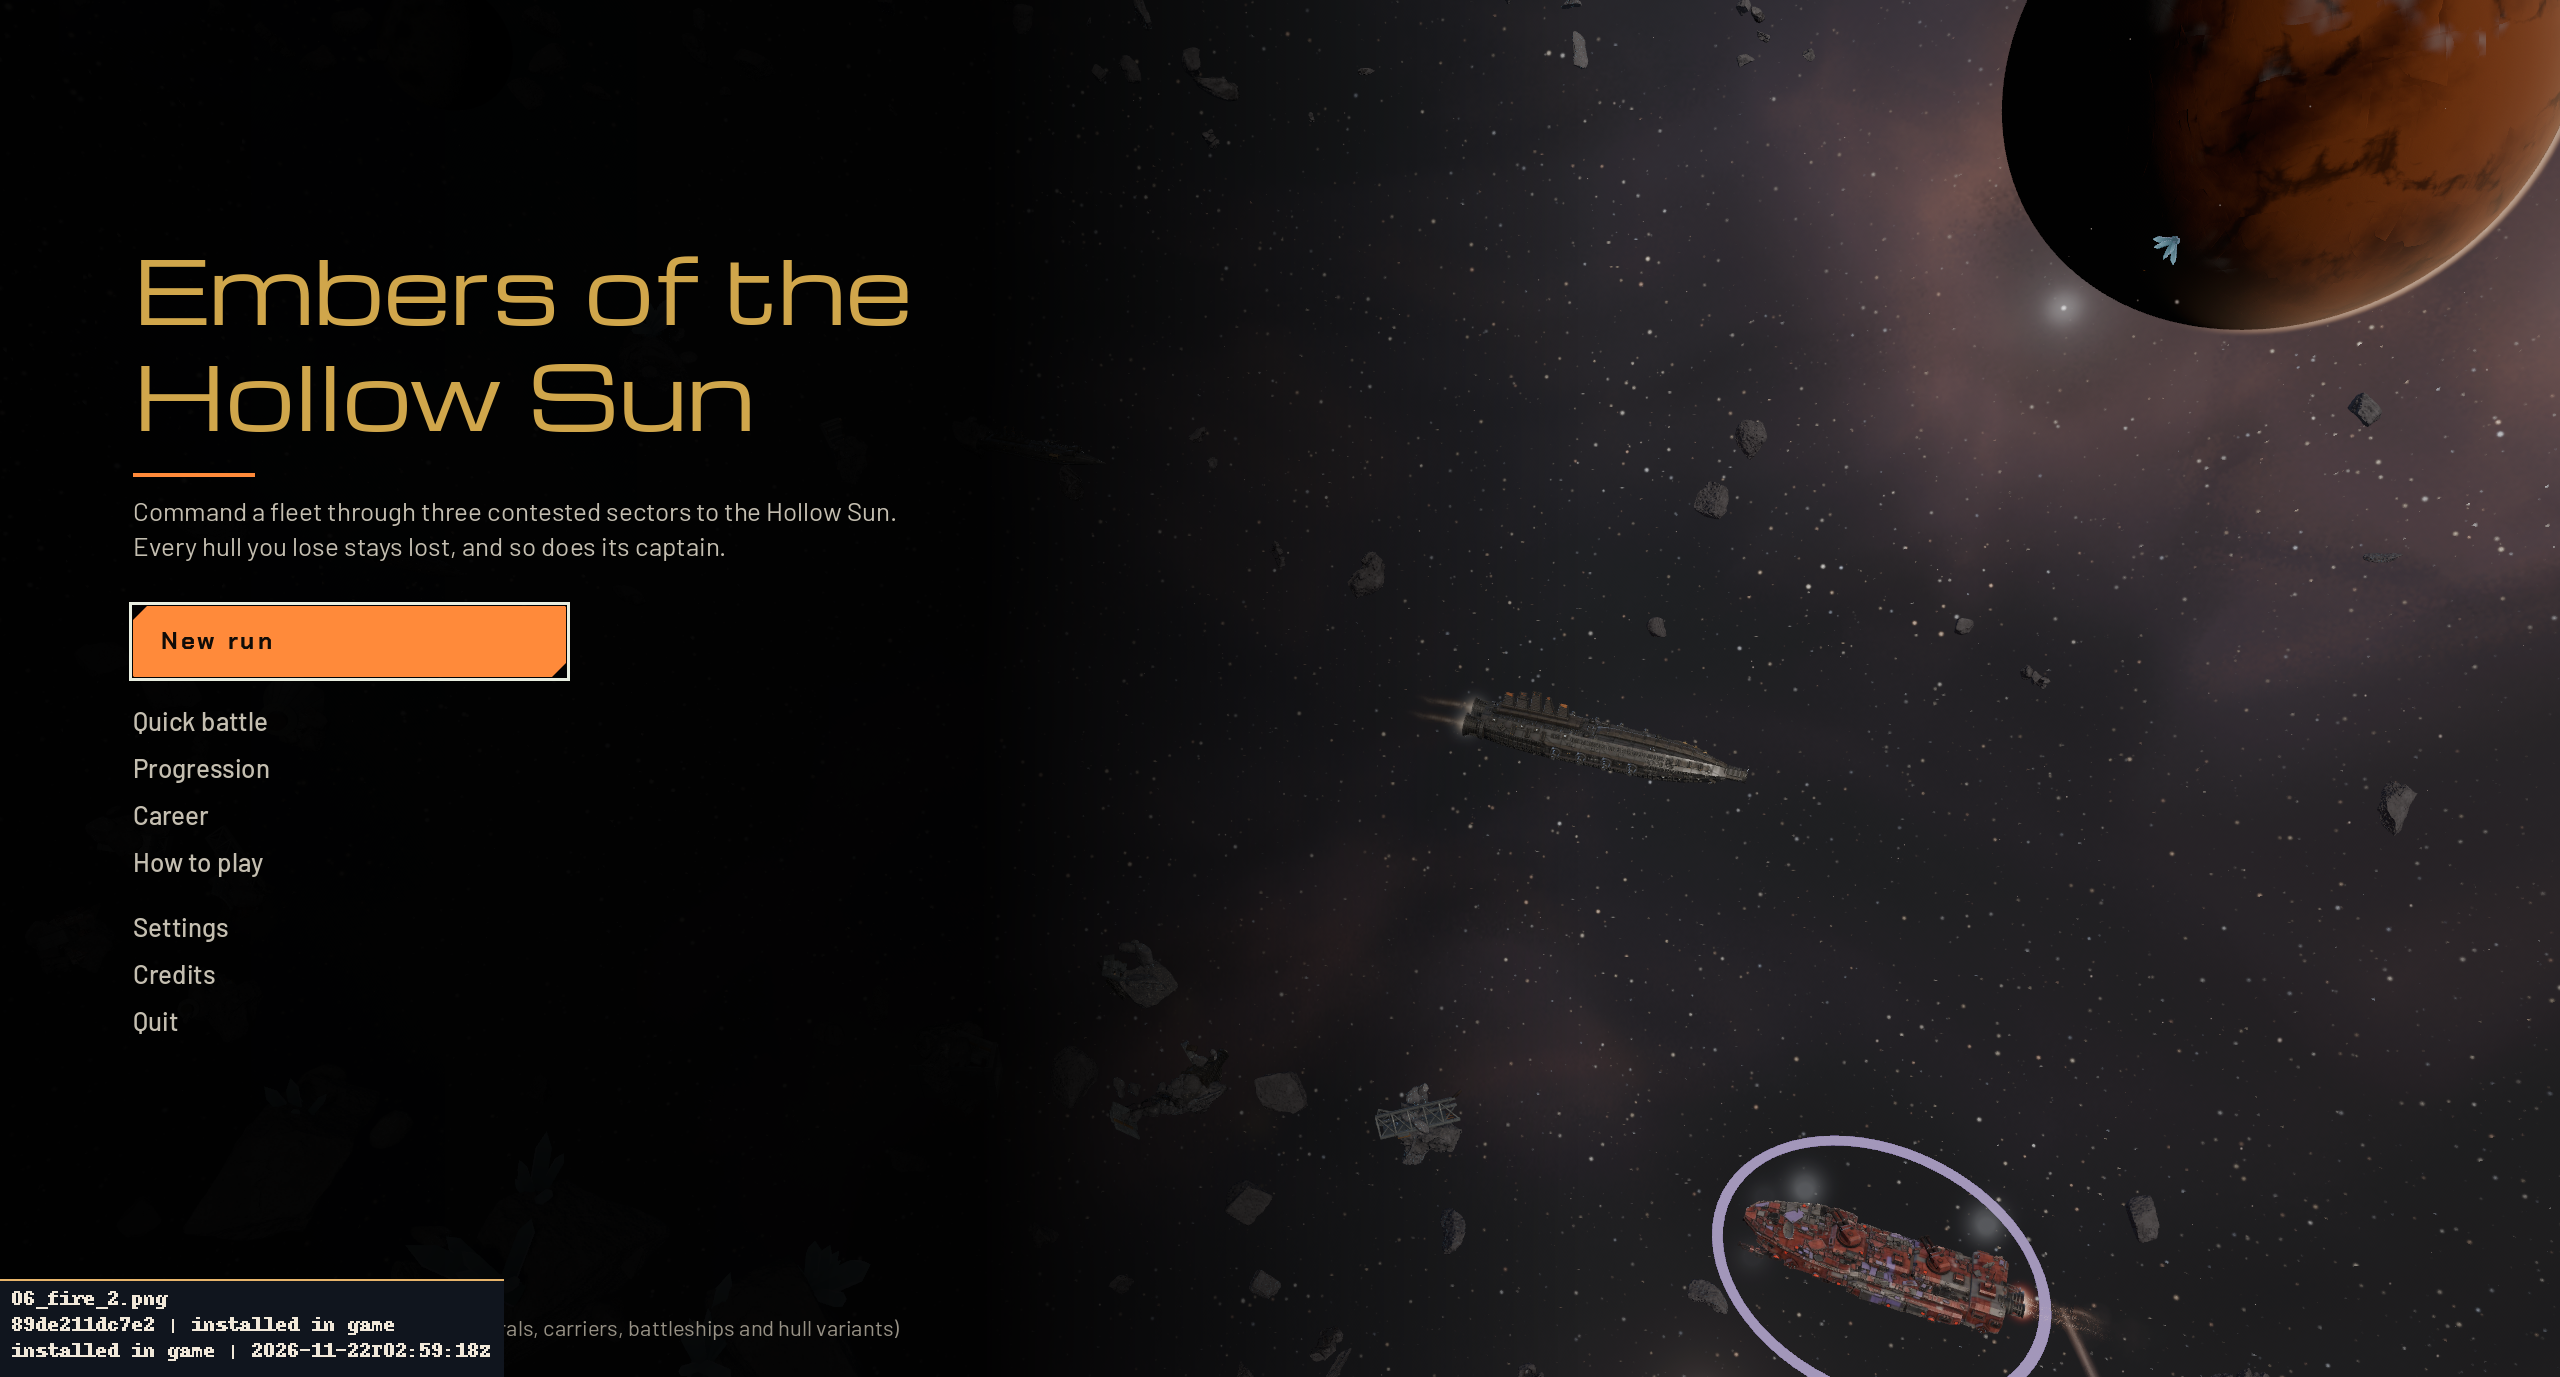 Embers of the
Hollow Sun
Command a fleet through three contested sectors to the Hollow Sun.
Every hull you lose stays lost, and so does its captain.
New run
Quick battle
Progression
Career
How to play
Settings
Credits
Quit
06_fire_2.png
89de211dc7e2 | installed in game
installed in game | 2026-11-22T02:59:18Z
carriers, battleships and hull variants)